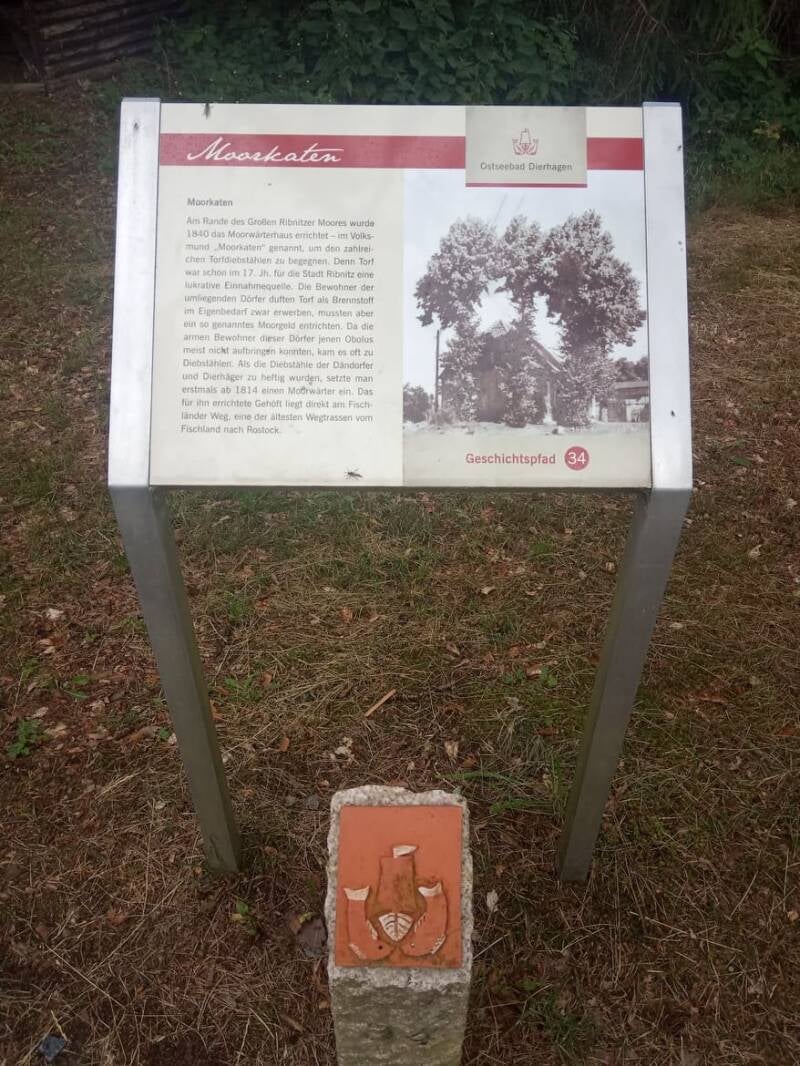 Moorkaten
Ostseebad Dierhagen
Moorkaten
Am Rande des Großen Ribnitzer Moores wurde
1840 das Moorwärterhaus errichtet – im Volks-
mund „Moorkaten“ genannt, um den zahlrei-
chen Torfdiebstählen zu begegnen. Denn Torf
war schon im 17. Jh. für die Stadt Ribnitz eine
lukrative Einnahmequelle. Die Bewohner der
umliegenden Dörfer duften Torf als Brennstoff
im Eigenbedarf zwar erwerben, mussten aber
ein so genanntes Moorgeld entrichten. Da die
armen Bewohner dieser Dörfer jenen Obolus
meist nicht aufbringen konnten, kam es oft zu
Diebstählen. Als die Diebstähle der Dändorfer
und Dierhäger zu heftig wurden, setzte man
erstmals ab 1814 einen Moorwärter ein. Das
für ihn errichtete Gehöft liegt direkt am Fisch-
länder Weg, eine der ältesten Wegtrassen vom
Fischland nach Rostock.
Geschichtspfad 34